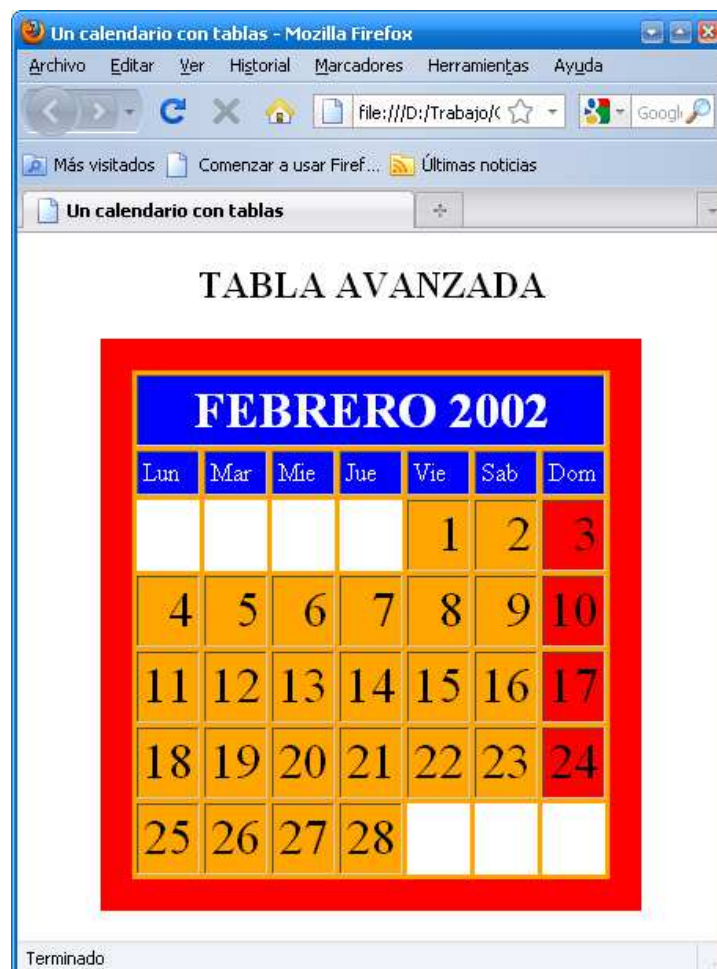 Un calendario con tablas - Mozilla Firefox
Archivo Editar Ver Historial Marcadores Herramientas Ayuda
file:///D:/Trabajo/
Más visitados Comenzar a usar Firef... Últimas noticias
Un calendario con tablas
TABLA AVANZADA
FEBRERO 2002
Lun Mar Mie Jue Vie Sab Dom
1 2 3
4 5 6 7 8 9 10
11 12 13 14 15 16 17
18 19 20 21 22 23 24
25 26 27 28
Terminado